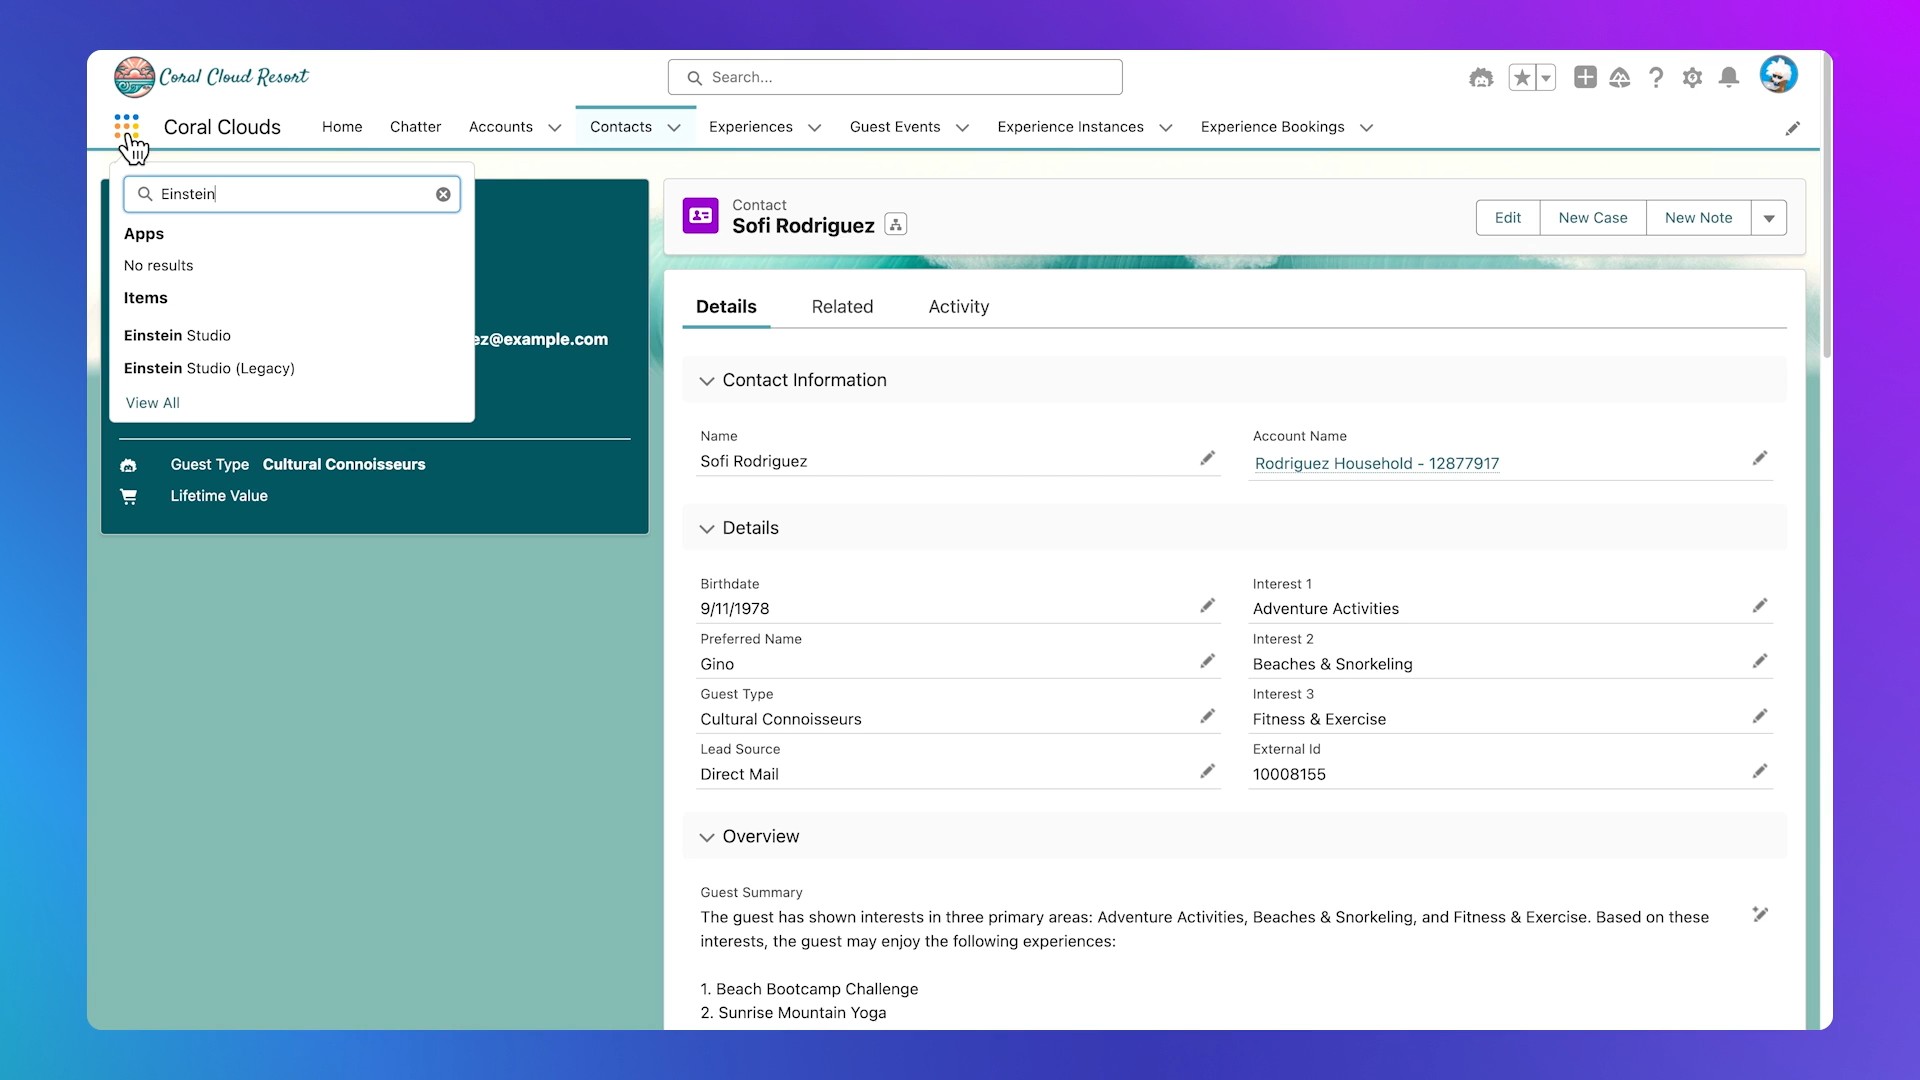 Coral Cloud Resort
Search...
Coral Clouds
Home
Chatter
Accounts
Contacts
Experiences
Guest Events
Experience Instances
Experience Bookings
Einstein
Apps
No results
Items
Einstein Studio
Einstein Studio (Legacy)
View All
ez@example.com
Guest Type Cultural Connoisseurs
Lifetime Value
Contact
Sofi Rodriguez
Edit
New Case
New Note
Details
Related
Activity
Contact Information
Name
Sofi Rodriguez
Account Name
Rodriguez Household - 12877917
Details
Birthdate
9/11/1978
Interest 1
Adventure Activities
Preferred Name
Gino
Interest 2
Beaches & Snorkeling
Guest Type
Cultural Connoisseurs
Interest 3
Fitness & Exercise
Lead Source
Direct Mail
External Id
10008155
Overview
Guest Summary
The guest has shown interests in three primary areas: Adventure Activities, Beaches & Snorkeling, and Fitness & Exercise. Based on these
interests, the guest may enjoy the following experiences:
1. Beach Bootcamp Challenge
2. Sunrise Mountain Yoga